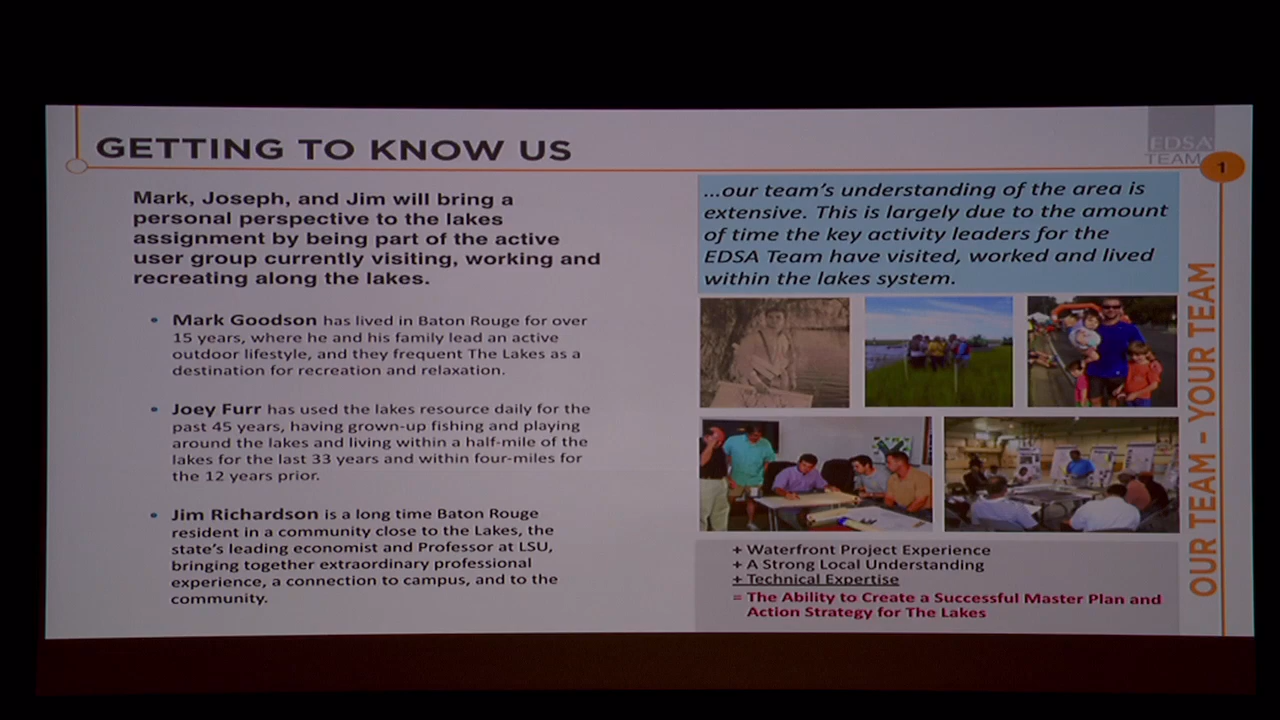 GETTING TO KNOW US
EDSA
TEAM
1
Mark, Joseph, and Jim will bring a
personal perspective to the lakes
assignment by being part of the active
user group currently visiting, working and
recreating along the lakes.
• Mark Goodson has lived in Baton Rouge for over
15 years, where he and his family lead an active
outdoor lifestyle, and they frequent The Lakes as a
destination for recreation and relaxation.
• Joey Furr has used the lakes resource daily for the
past 45 years, having grown-up fishing and playing
around the lakes and living within a half-mile of the
lakes for the last 33 years and within four-miles for
the 12 years prior.
• Jim Richardson is a long time Baton Rouge
resident in a community close to the Lakes, the
state's leading economist and Professor at LSU,
bringing together extraordinary professional
experience, a connection to campus, and to the
community.
...our team's understanding of the area is
extensive. This is largely due to the amount
of time the key activity leaders for the
EDSA Team have visited, worked and lived
within the lakes system.
+ Waterfront Project Experience
+ A Strong Local Understanding
+ Technical Expertise
= The Ability to Create a Successful Master Plan and
Action Strategy for The Lakes
OUR TEAM – YOUR TEAM